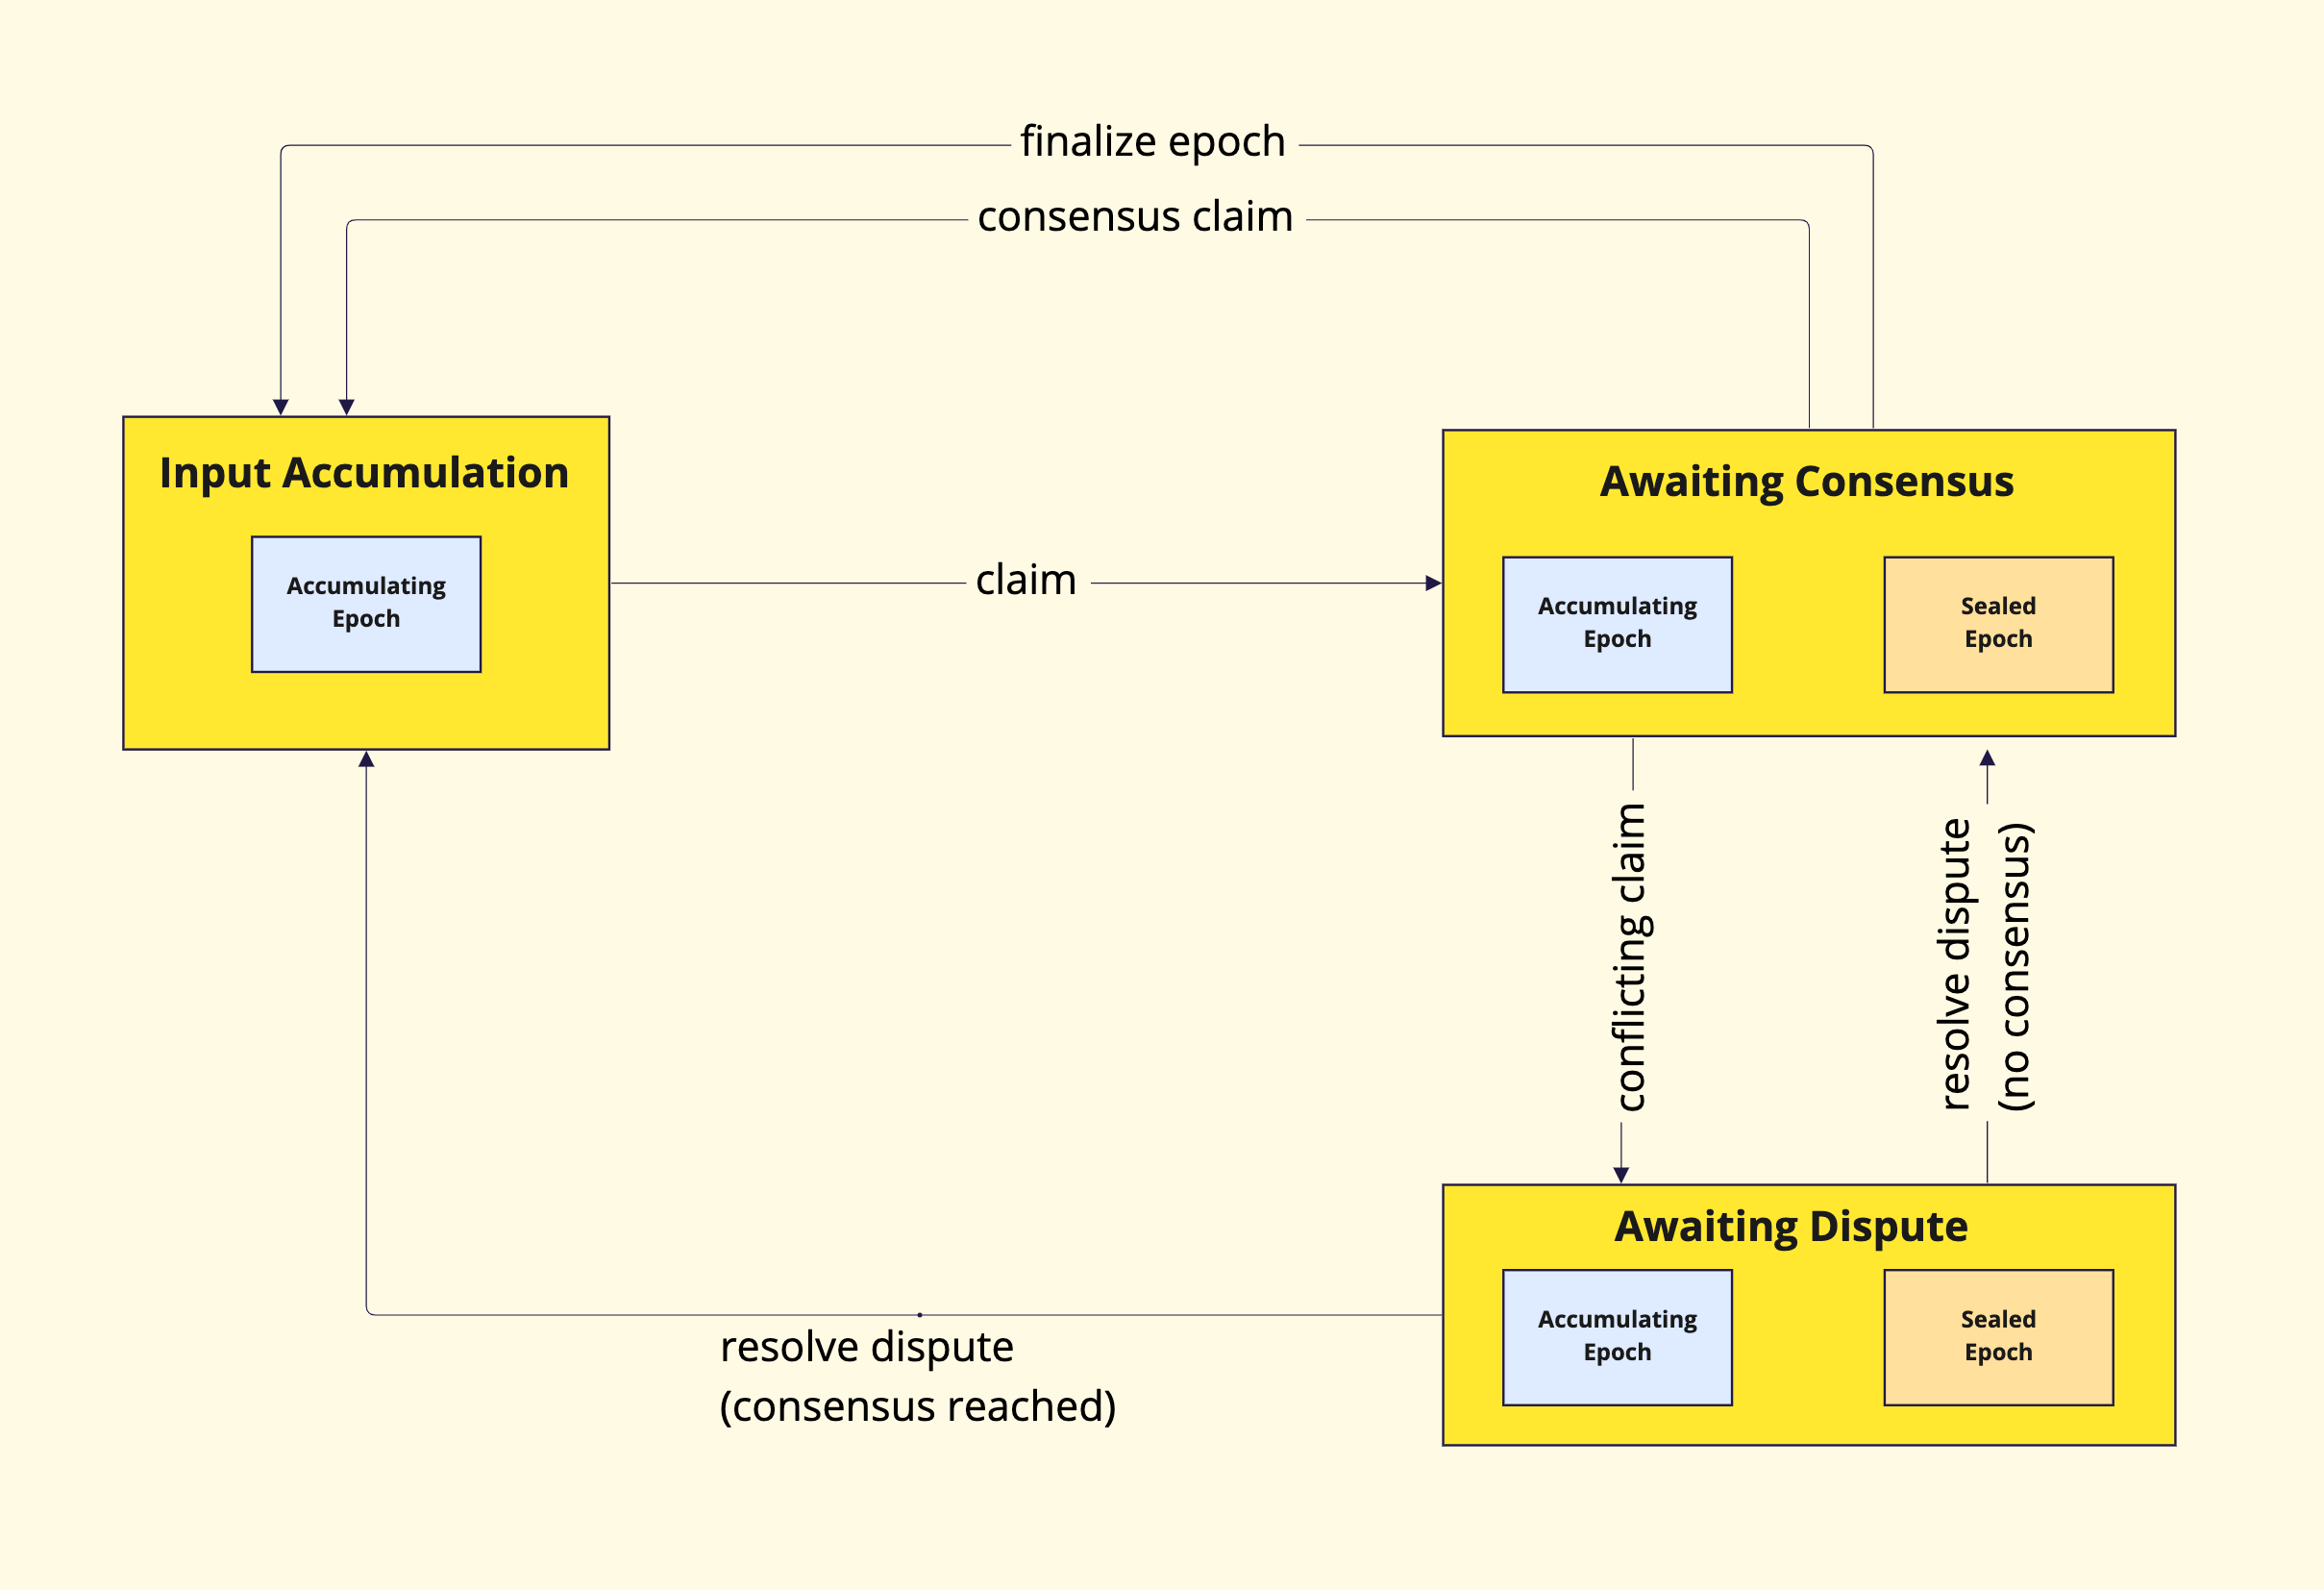 finalize epoch
consensus claim
Input Accumulation
Accumulating
Epoch
claim
Awaiting Consensus
Accumulating
Epoch
Sealed
Epoch
conflicting claim
resolve dispute
(no consensus)
Awaiting Dispute
Accumulating
Epoch
Sealed
Epoch
resolve dispute
(consensus reached)